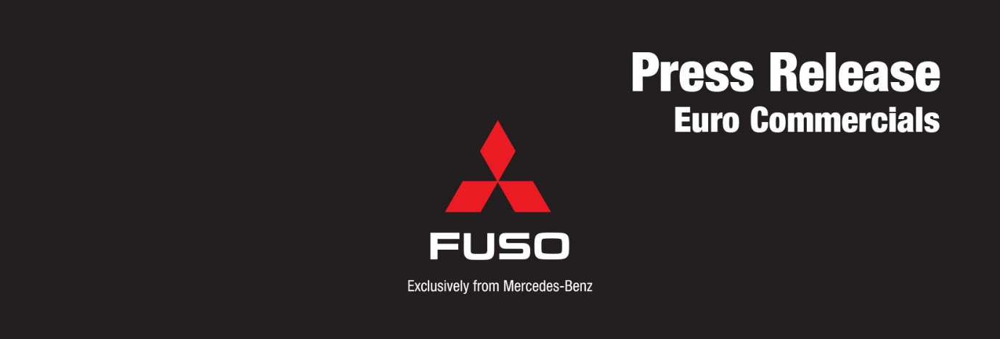 Press Release
Euro Commercials
FUSO
Exclusively from Mercedes-Benz